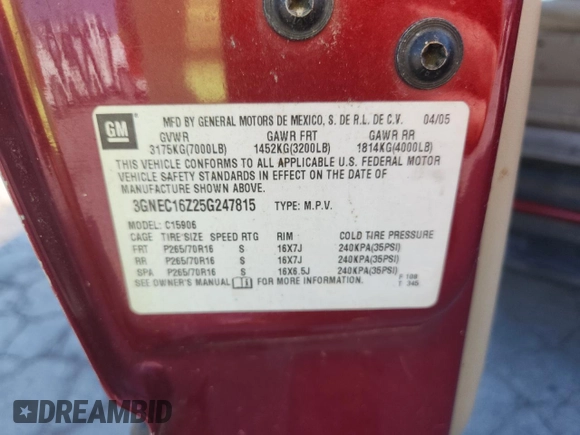 GM
MFD BY GENERAL MOTORS DE MEXICO, S. DE R.L. DE C.V. 04/05
GVWR GAWR FRT GAWR RR
3175KG(7000LB) 1452KG(3200LB) 1814KG(4000LB)
THIS VEHICLE CONFORMS TO ALL APPLICABLE U.S. FEDERAL MOTOR
VEHICLE SAFETY STANDARDS IN EFFECT ON THE DATE OF
MANUFACTURE SHOWN ABOVE.
3GNEC16Z25G247815 TYPE: M.P.V.
MODEL: C15906
CAGE TIRE SIZE SPEED RTG RIM COLD TIRE PRESSURE
FRT P265/70R16 S 16X7J 240KPA(35PSI)
RR P265/70R16 S 16X7J 240KPA(35PSI)
SPA P265/70R16 S 16X6.5J 240KPA(35PSI)
SEE OWNER'S MANUAL FOR MORE INFORMATION.
F 108
T 345
DREAMBID